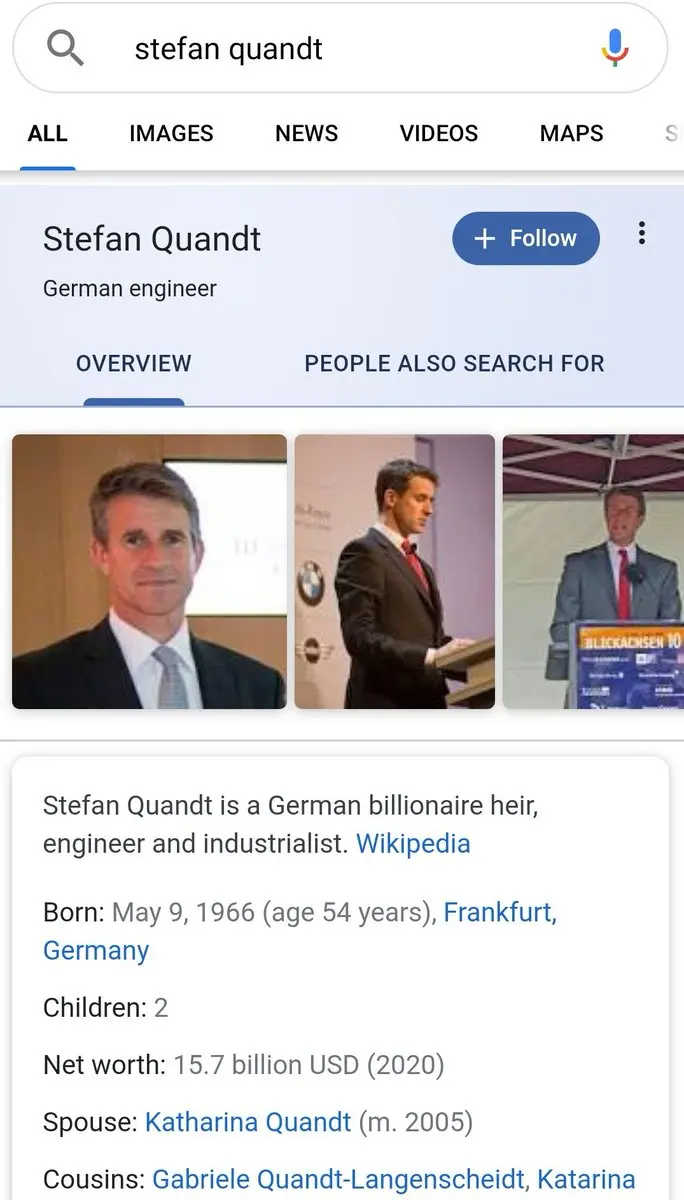 stefan quandt
ALL IMAGES NEWS VIDEOS MAPS S
Stefan Quandt
+ Follow
German engineer
OVERVIEW PEOPLE ALSO SEARCH FOR
BLICKACHSEN 10
Stefan Quandt is a German billionaire heir,
engineer and industrialist. Wikipedia
Born: May 9, 1966 (age 54 years), Frankfurt,
Germany
Children: 2
Net worth: 15.7 billion USD (2020)
Spouse: Katharina Quandt (m. 2005)
Cousins: Gabriele Quandt-Langenscheidt, Katarina